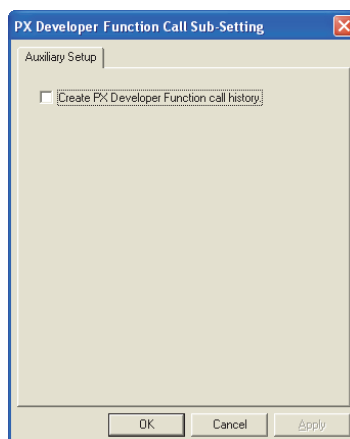 PX Developer Function Call Sub-Setting
Auxiliary Setup
Create PX Developer Function call history.
OK Cancel Apply